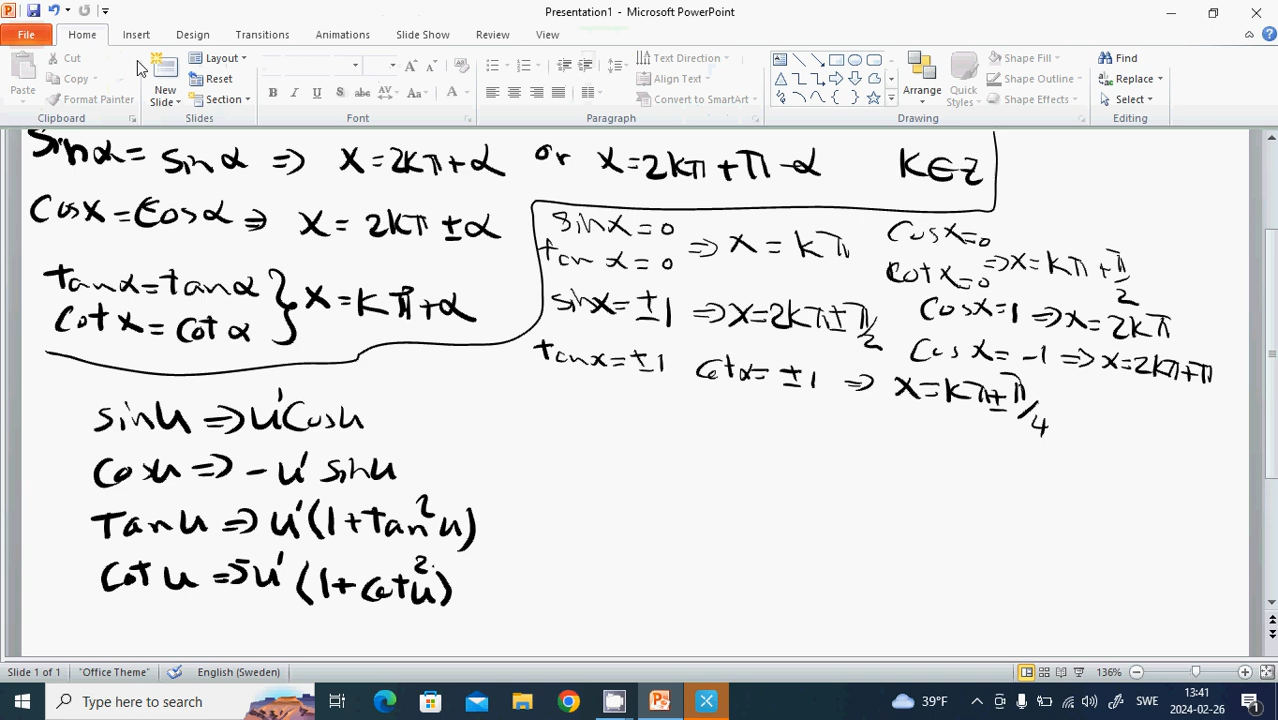 Presentation1 - Microsoft PowerPoint
File Home Insert Design Transitions Animations Slide Show Review View
Cut Layout Text Direction Shape Fill Find
Copy Reset Align Text Shape Outline Replace
Paste Format Painter New Slide Section Convert to SmartArt Arrange Quick Styles Shape Effects Select
B I U S abc AV Aa A
Clipboard Slides Font Paragraph Drawing Editing
Sinα = sinα ⇒ x=2kπ+α or x=2kπ+π-α K∈Z
Cosx = Cosα ⇒ x = 2kπ ± α
tanα=tanα
Cotx = Cotα } x=kπ+α
sinx=0
tanx=0 ⇒ x = kπ
Cosx=0
Cotx=0 ⇒ x=kπ+π/2
sinx=±1 ⇒ x=2kπ±π/2
Cosx=1 ⇒ x=2kπ
Cosx=-1 ⇒ x=2kπ+π
tanx=±1 Cotα=±1 ⇒ x=kπ±π/4
sinu ⇒ u'Cosu
Cosu ⇒ -u' sinu
Tanu ⇒ u'(1+tan²u)
Cotu ⇒ -u'(1+Cot²u)
Slide 1 of 1 "Office Theme" English (Sweden) 136%
Type here to search 39°F SWE 13:41
2024-02-26